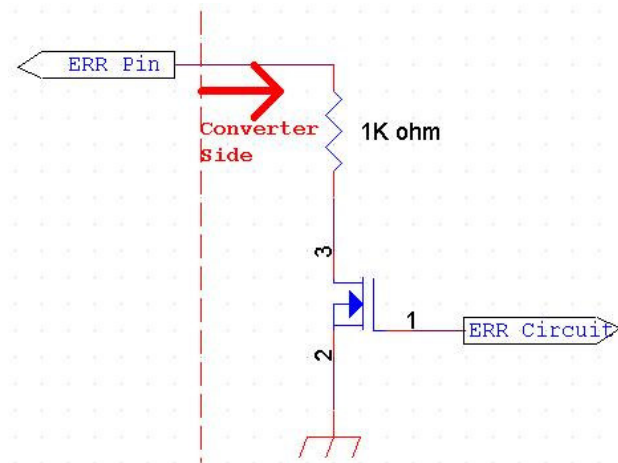 ERR Pin
Converter
Side
1K ohm
3
1
ERR Circuit
2